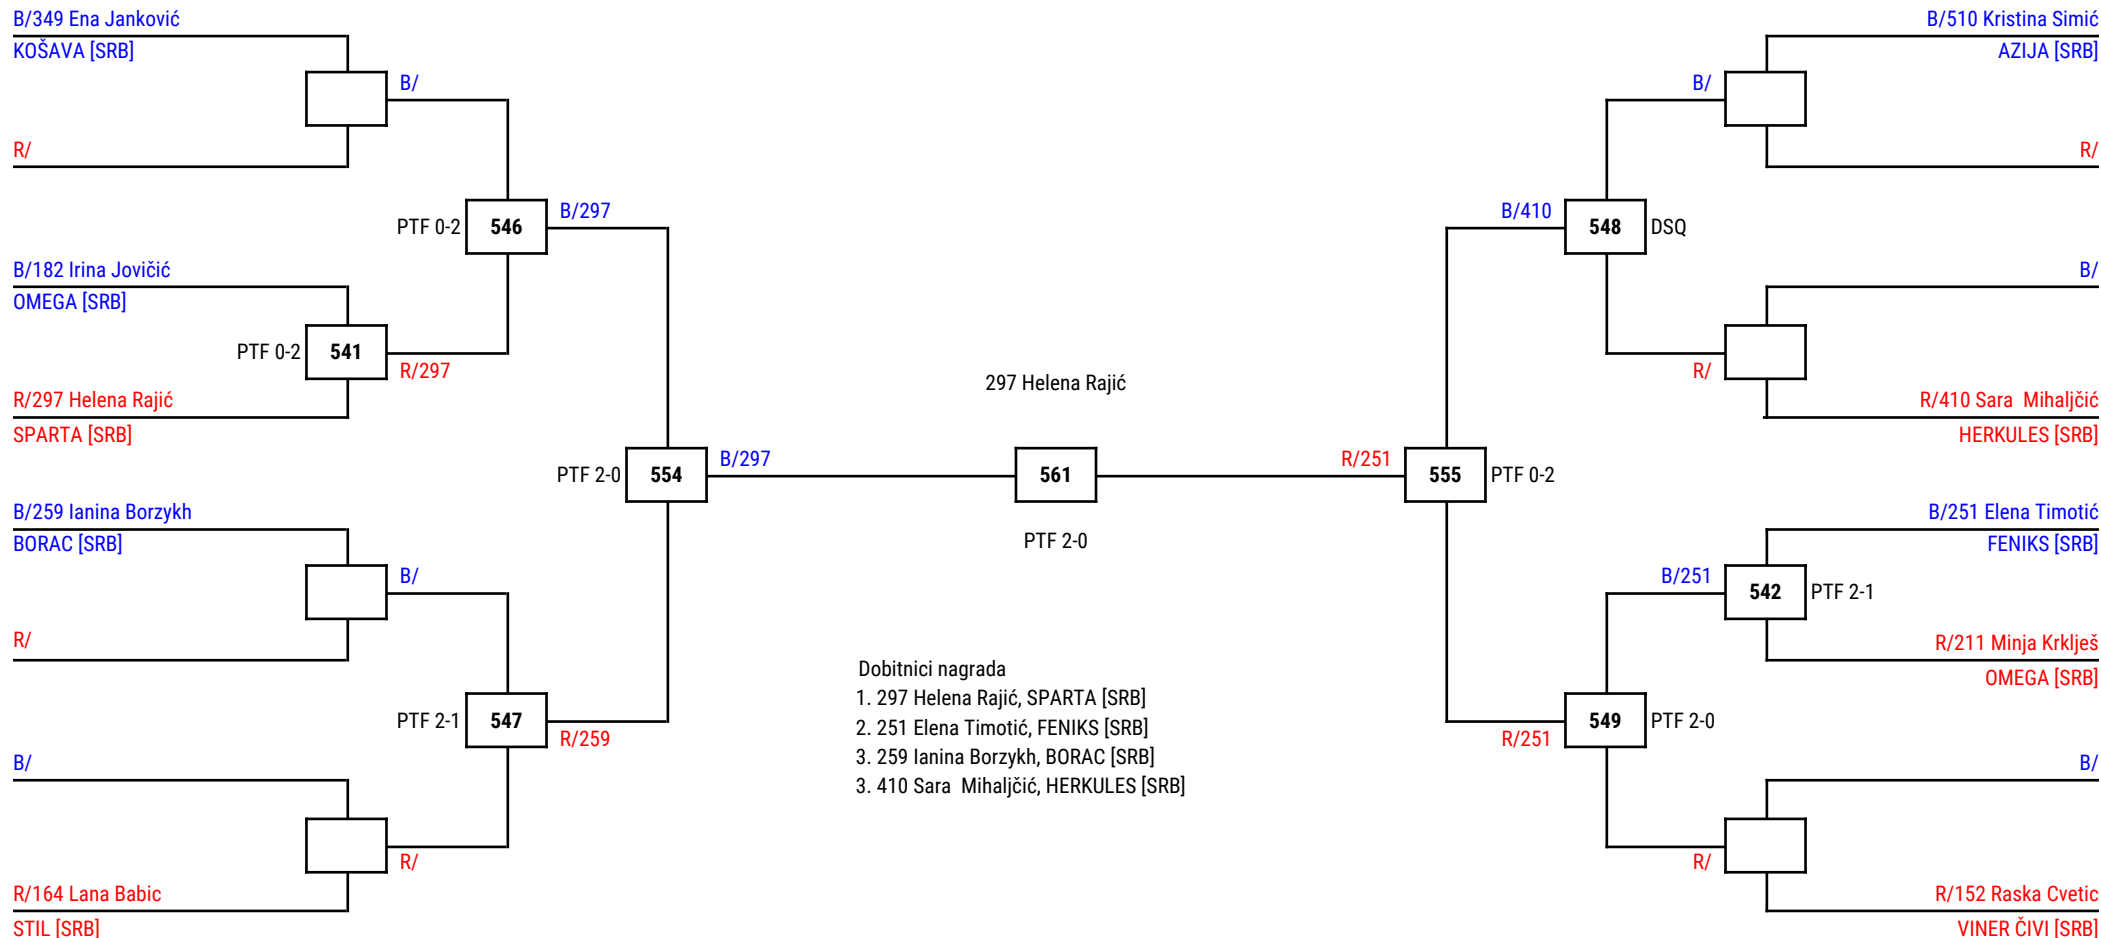 B/349 Ena Janković
KOŠAVA [SRB]
B/
R/
PTF 0-2
546
B/297
B/182 Irina Jovičić
OMEGA [SRB]
PTF 0-2
541
R/297
R/297 Helena Rajić
SPARTA [SRB]
PTF 2-0
554
B/297
B/259 Ianina Borzykh
BORAC [SRB]
B/
R/
PTF 2-1
547
R/259
B/
R/
R/164 Lana Babic
STIL [SRB]
297 Helena Rajić
561
PTF 2-0
Dobitnici nagrada
1. 297 Helena Rajić, SPARTA [SRB]
2. 251 Elena Timotić, FENIKS [SRB]
3. 259 Ianina Borzykh, BORAC [SRB]
3. 410 Sara  Mihaljčić, HERKULES [SRB]
B/510 Kristina Simić
AZIJA [SRB]
B/
R/
B/410
548
DSQ
B/
R/
R/410 Sara  Mihaljčić
HERKULES [SRB]
R/251
555
PTF 0-2
B/251 Elena Timotić
FENIKS [SRB]
B/251
542
PTF 2-1
R/211 Minja Krklješ
OMEGA [SRB]
R/251
549
PTF 2-0
B/
R/
R/152 Raska Cvetic
VINER ČIVI [SRB]